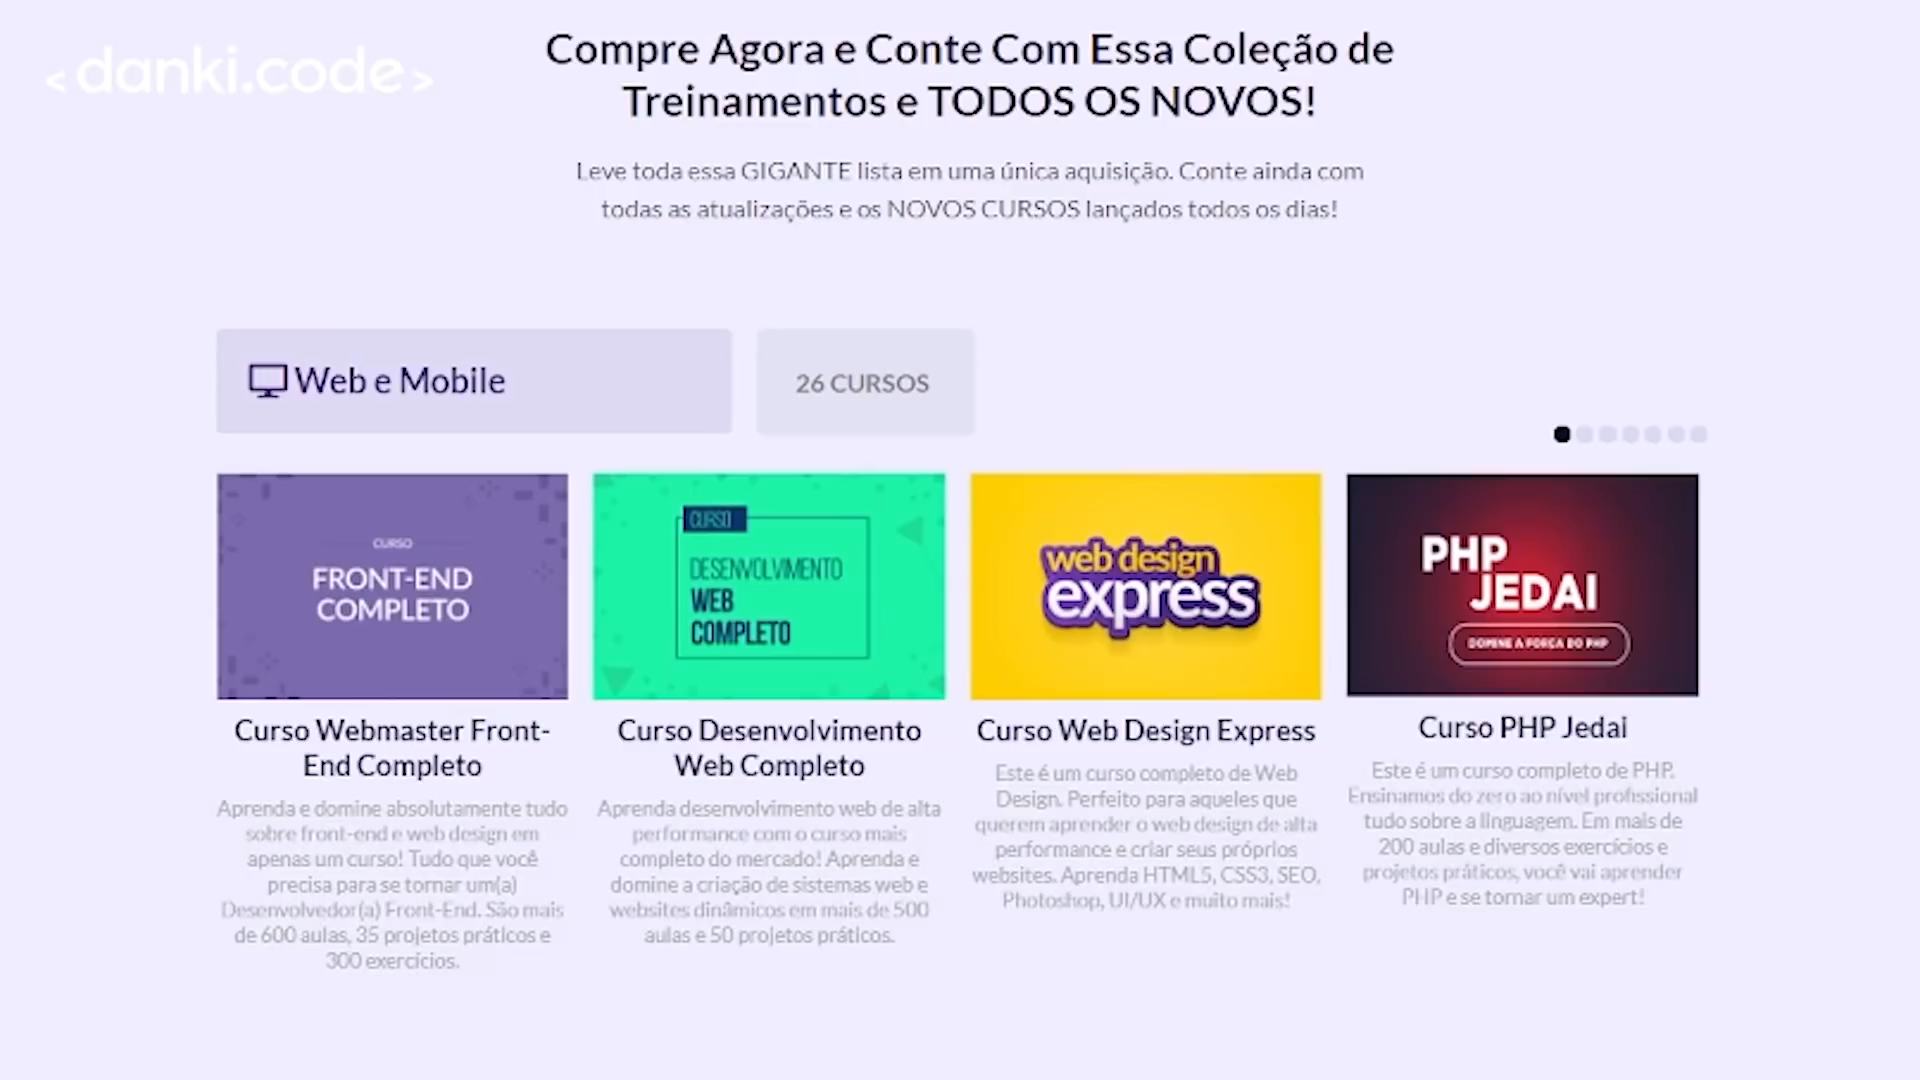 <danki.code>
Compre Agora e Conte Com Essa Coleção de
Treinamentos e TODOS OS NOVOS!
Leve toda essa GIGANTE lista em uma única aquisição. Conte ainda com
todas as atualizações e os NOVOS CURSOS lançados todos os dias!
Web e Mobile
26 CURSOS
CURSO
FRONT-END
COMPLETO
Curso Webmaster Front-
End Completo
Aprenda e domine absolutamente tudo
sobre front-end e web design em
apenas um curso! Tudo que você
precisa para se tornar um(a)
Desenvolvedor(a) Front-End. São mais
de 600 aulas, 35 projetos práticos e
300 exercícios.
CURSO
DESENVOLVIMENTO
WEB
COMPLETO
Curso Desenvolvimento
Web Completo
Aprenda desenvolvimento web de alta
performance com o curso mais
completo do mercado! Aprenda e
domine a criação de sistemas web e
websites dinâmicos em mais de 500
aulas e 50 projetos práticos.
web design
express
Curso Web Design Express
Este é um curso completo de Web
Design. Perfeito para aqueles que
querem aprender o web design de alta
performance e criar seus próprios
websites. Aprenda HTML5, CSS3, SEO,
Photoshop, UI/UX e muito mais!
PHP
JEDAI
DOMINE A FORÇA DO PHP
Curso PHP Jedai
Este é um curso completo de PHP.
Ensinamos do zero ao nível profissional
tudo sobre a linguagem. Em mais de
200 aulas e diversos exercícios e
projetos práticos, você vai aprender
PHP e se tornar um expert!